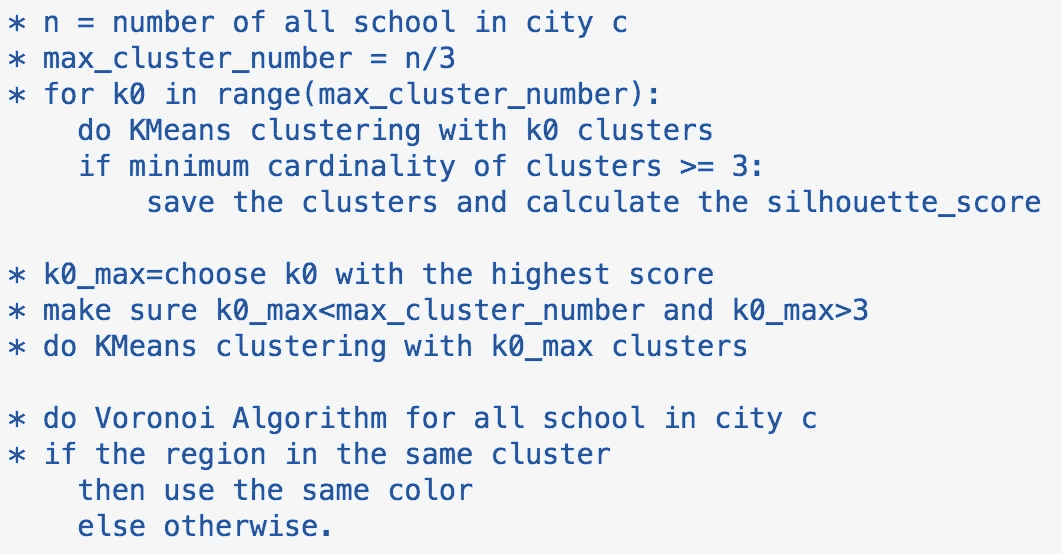 * n = number of all school in city c
* max_cluster_number = n/3
* for k0 in range(max_cluster_number):
    do KMeans clustering with k0 clusters
    if minimum cardinality of clusters >= 3:
        save the clusters and calculate the silhouette_score

* k0_max=choose k0 with the highest score
* make sure k0_max<max_cluster_number and k0_max>3
* do KMeans clustering with k0_max clusters

* do Voronoi Algorithm for all school in city c
* if the region in the same cluster
    then use the same color
    else otherwise.